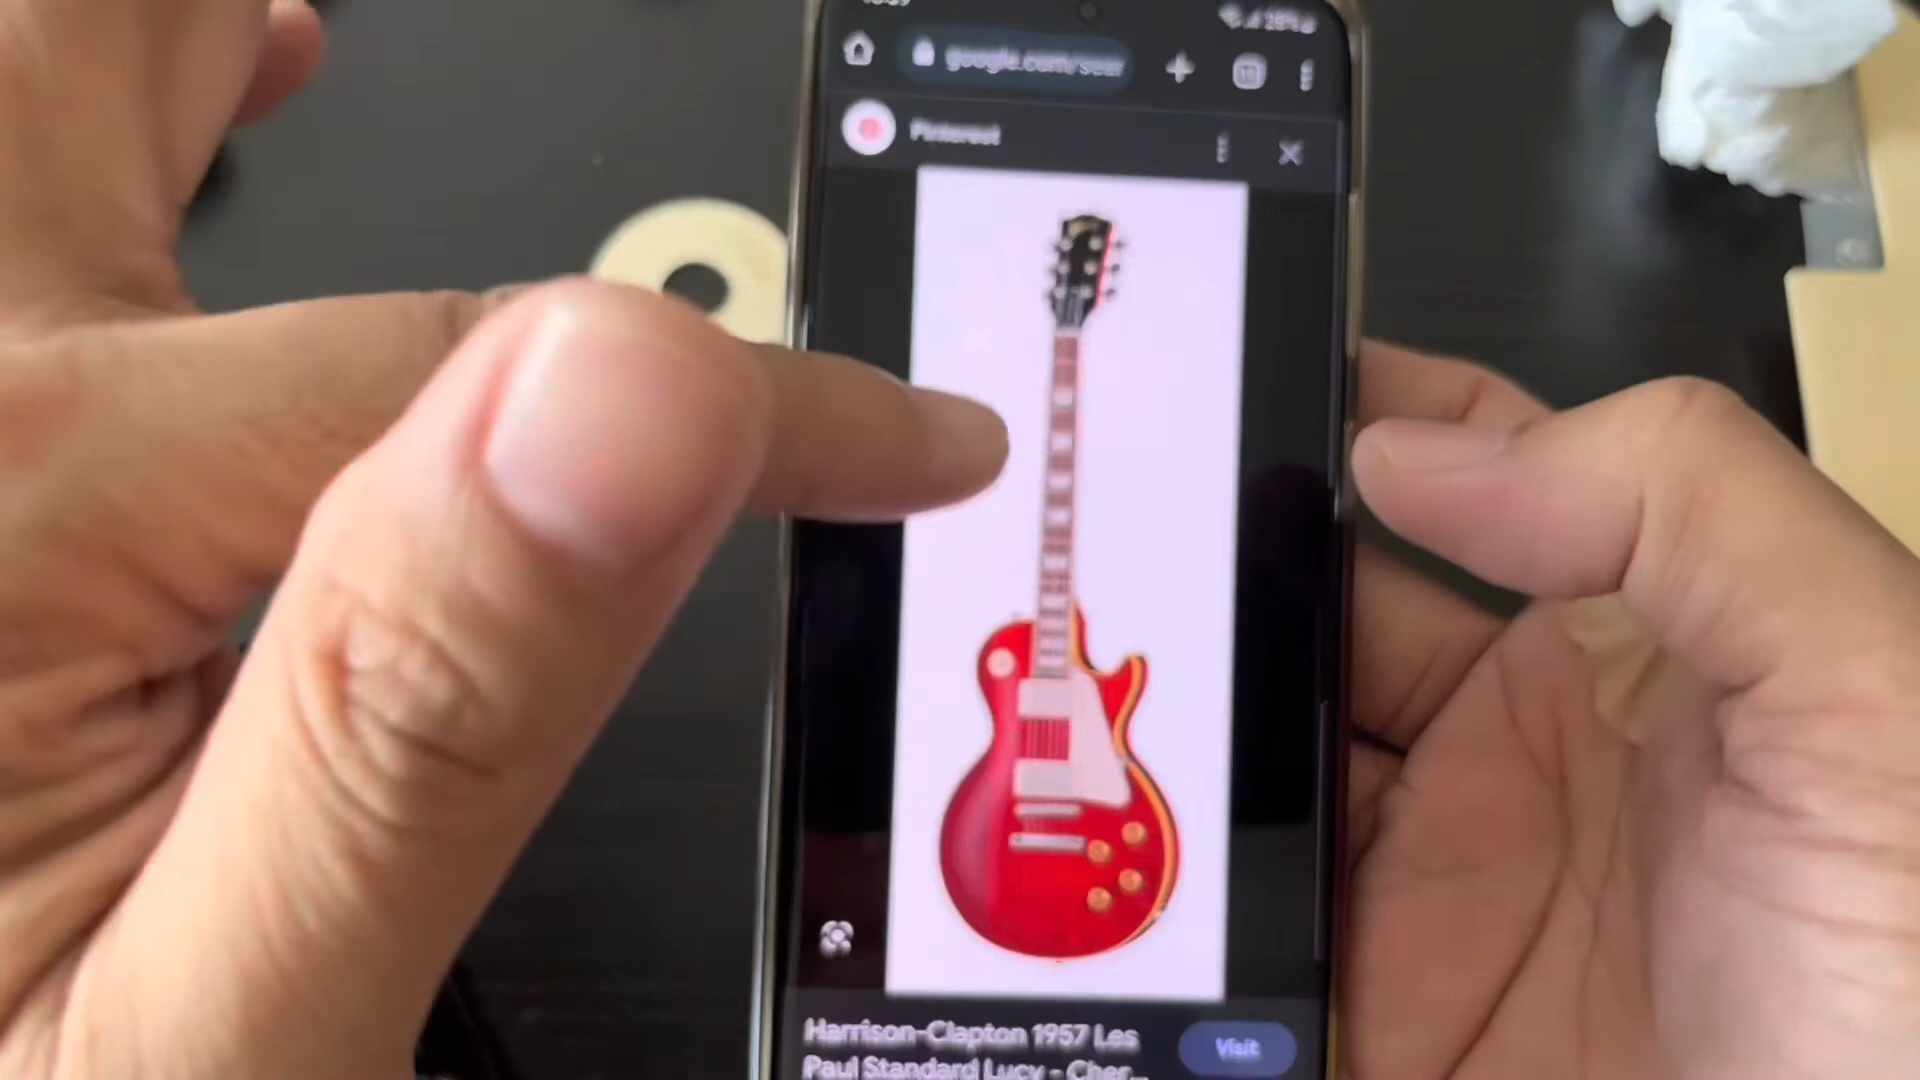 google.com/sear
Pinterest
Harrison-Clapton 1957 Les
Paul Standard Lucy - Cher...
Visit